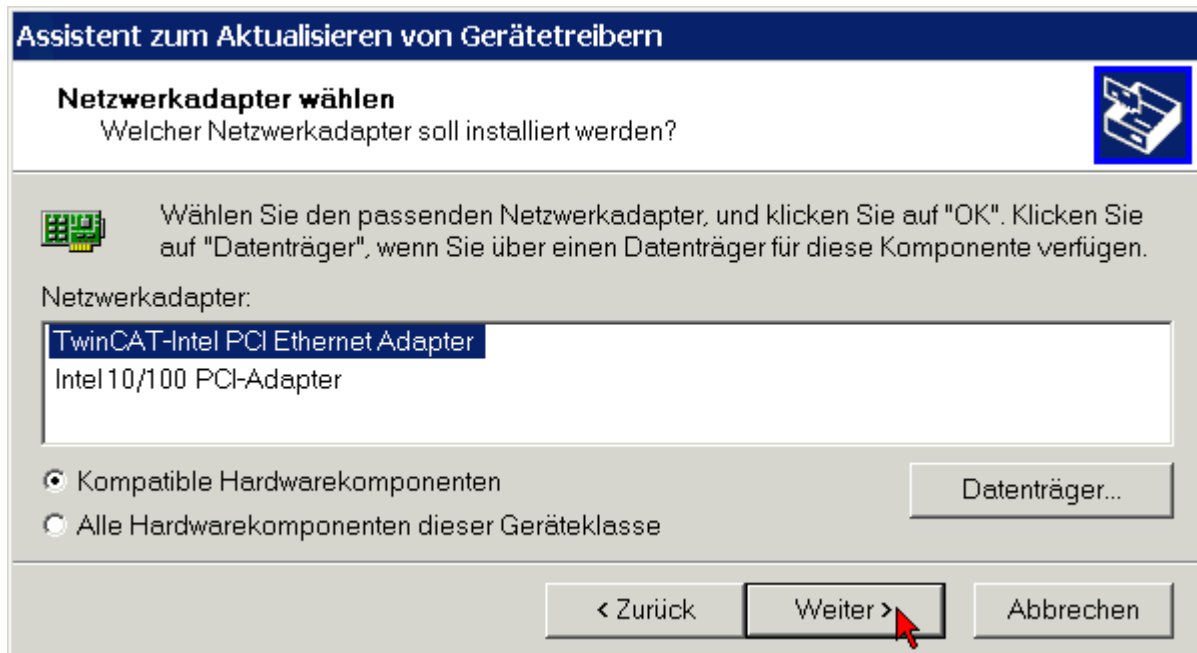 Assistent zum Aktualisieren von Gerätetreibern
Netzwerkadapter wählen
Welcher Netzwerkadapter soll installiert werden?
Wählen Sie den passenden Netzwerkadapter, und klicken Sie auf "OK". Klicken Sie
auf "Datenträger", wenn Sie über einen Datenträger für diese Komponente verfügen.
Netzwerkadapter:
TwinCAT-Intel PCI Ethernet Adapter
Intel 10/100 PCI-Adapter
Kompatible Hardwarekomponenten
Datenträger...
Alle Hardwarekomponenten dieser Geräteklasse
< Zurück
Weiter >
Abbrechen